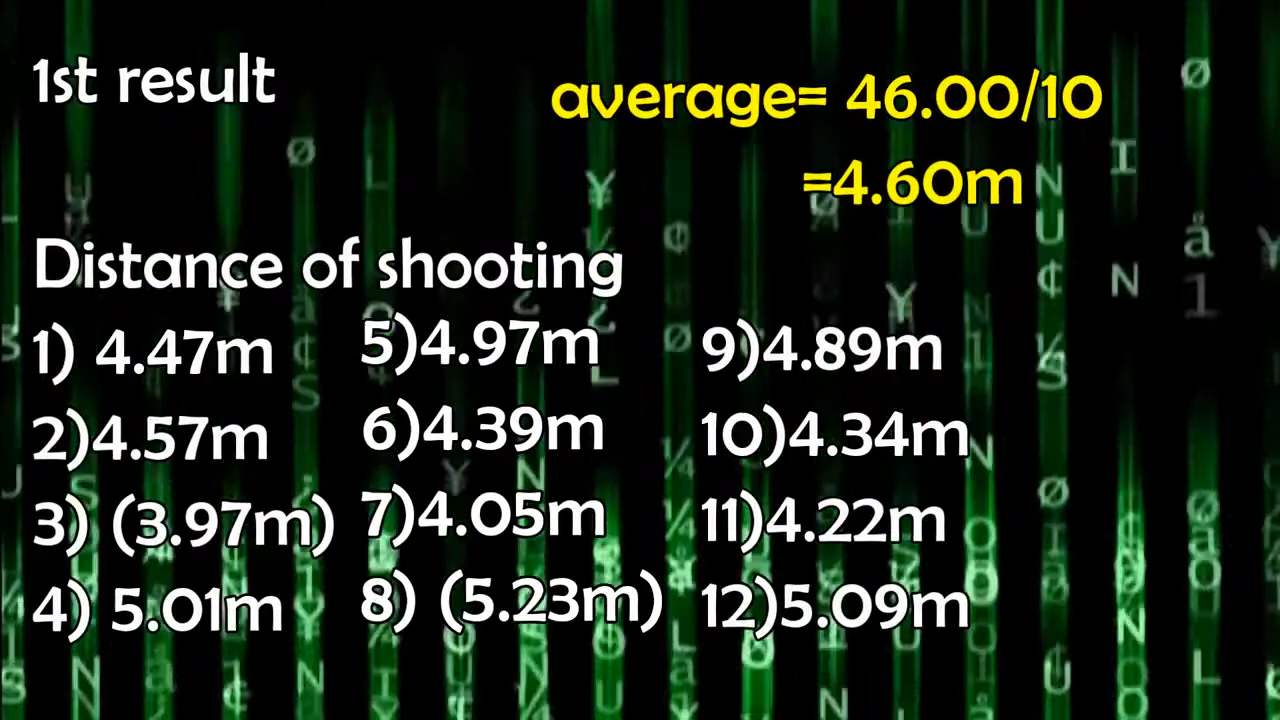 1st result
average= 46.00/10
=4.60m
Distance of shooting
1) 4.47m
2)4.57m
3) (3.97m)
4) 5.01m
5)4.97m
6)4.39m
7)4.05m
8) (5.23m)
9)4.89m
10)4.34m
11)4.22m
12)5.09m